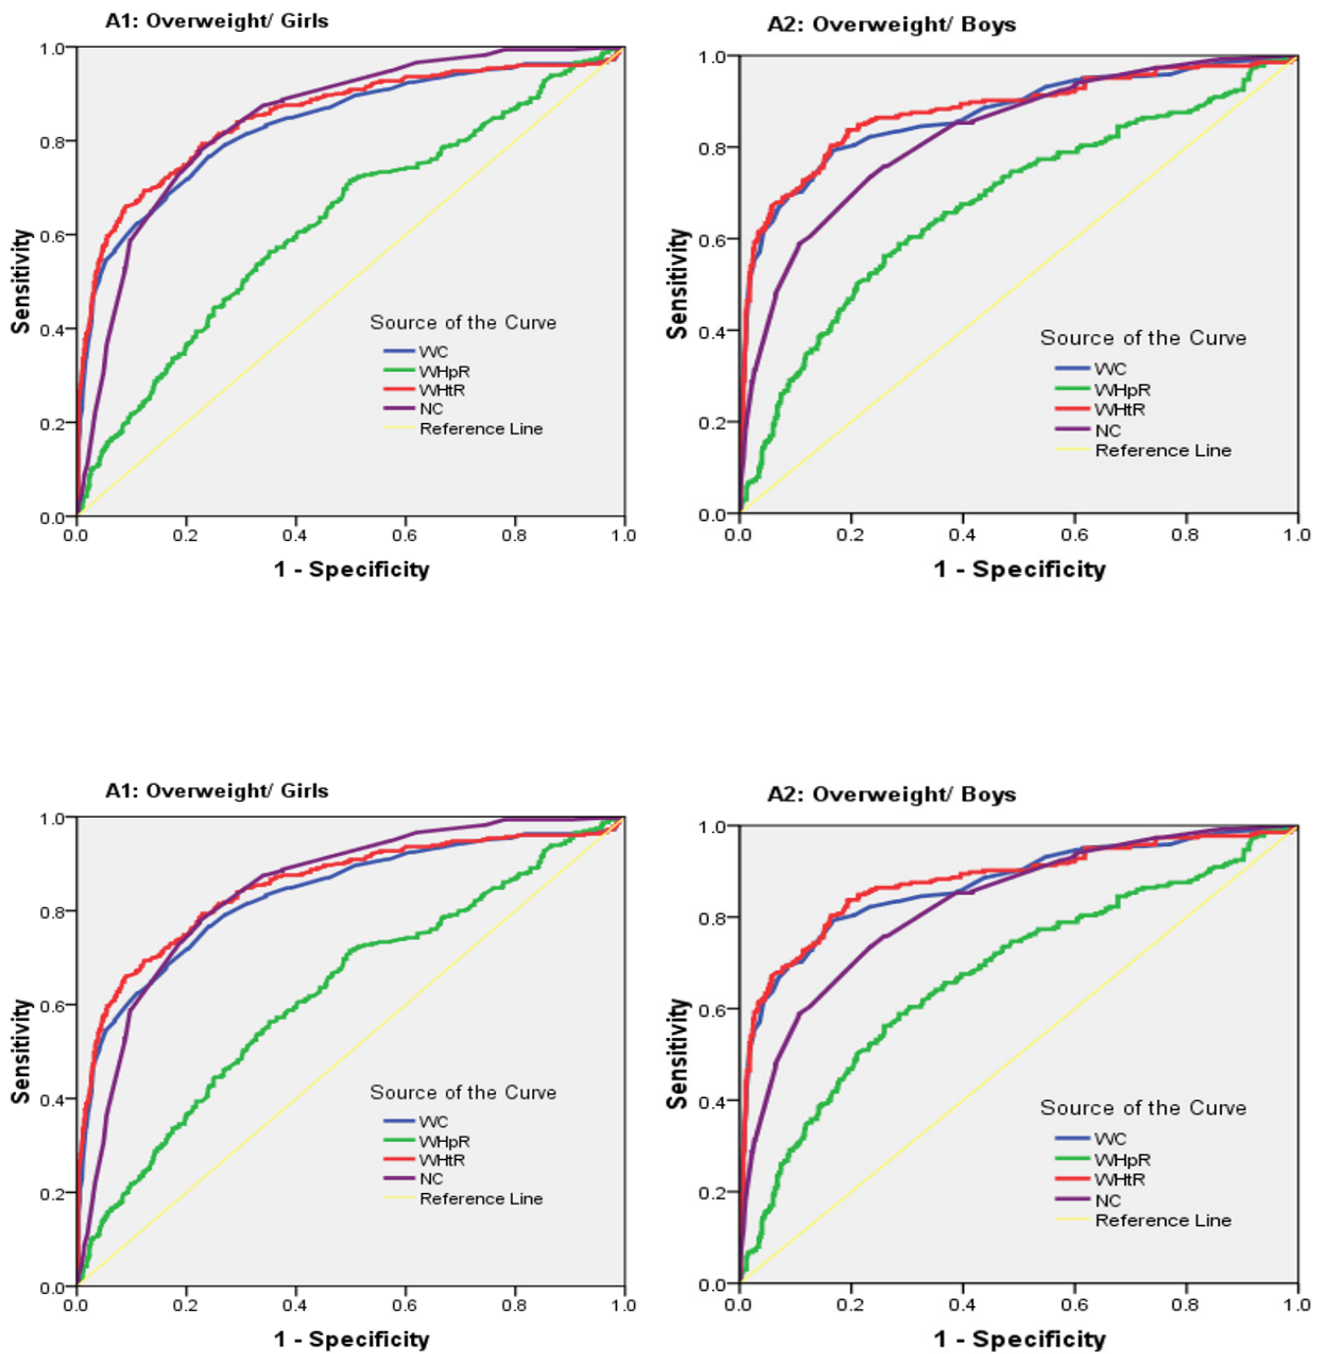 A1: Overweight/ Girls
1.0
0.8
0.6
0.4
0.2
0.0
Sensitivity
Source of the Curve
WC
WHpR
WHtR
NC
Reference Line
0.0 0.2 0.4 0.6 0.8 1.0
1 - Specificity
A2: Overweight/ Boys
1.0
0.8
0.6
0.4
0.2
0.0
Sensitivity
Source of the Curve
WC
WHpR
WHtR
NC
Reference Line
0.0 0.2 0.4 0.6 0.8 1.0
1 - Specificity
A1: Overweight/ Girls
1.0
0.8
0.6
0.4
0.2
0.0
Sensitivity
Source of the Curve
WC
WHpR
WHtR
NC
Reference Line
0.0 0.2 0.4 0.6 0.8 1.0
1 - Specificity
A2: Overweight/ Boys
1.0
0.8
0.6
0.4
0.2
0.0
Sensitivity
Source of the Curve
WC
WHpR
WHtR
NC
Reference Line
0.0 0.2 0.4 0.6 0.8 1.0
1 - Specificity